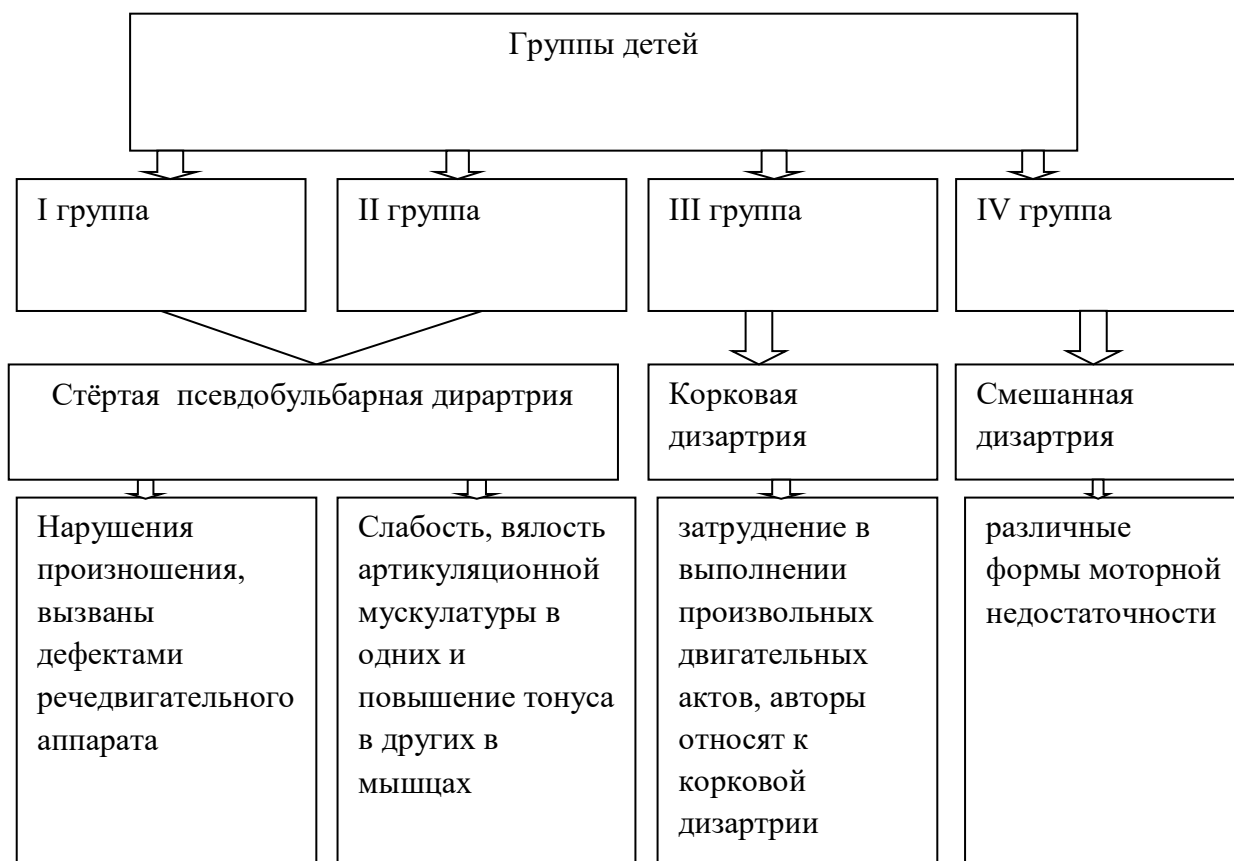 Группы детей
I группа
II группа
III группа
IV группа
Стёртая псевдобульбарная дирартрия
Корковая
дизартрия
Смешанная
дизартрия
Нарушения
произношения,
вызваны
дефектами
речедвигательного
аппарата
Слабость, вялость
артикуляционной
мускулатуры в
одних и
повышение тонуса
в других в
мышцах
затруднение в
выполнении
произвольных
двигательных
актов, авторы
относят к
корковой
дизартрии
различные
формы моторной
недостаточности